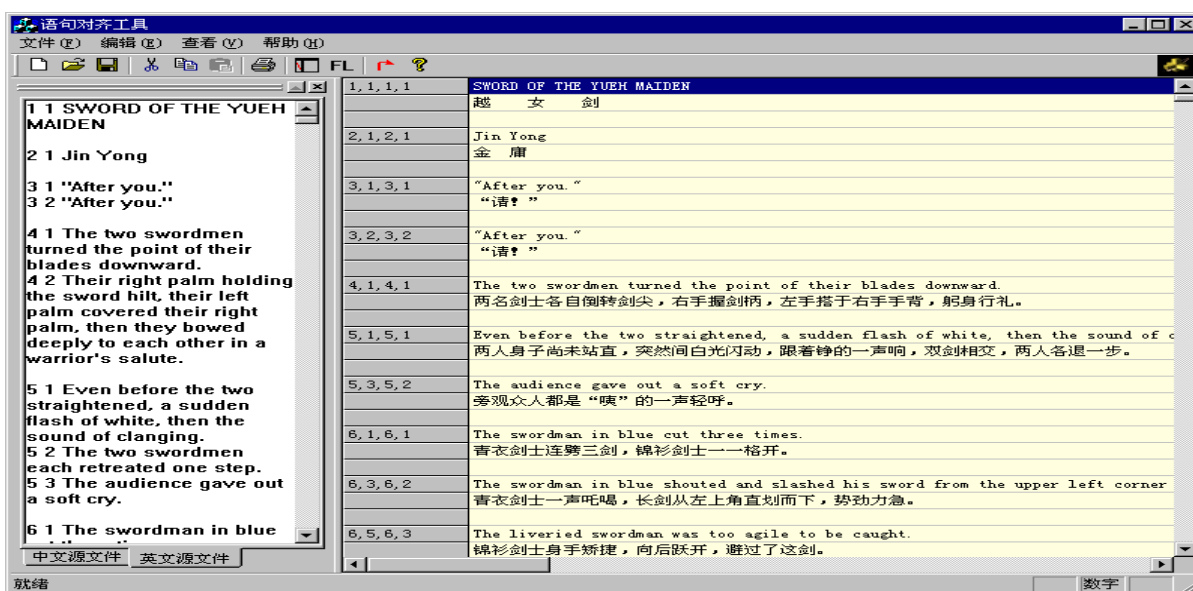 语句对齐工具
文件(F) 编辑(E) 查看(V) 帮助(H)
FL
1 1 SWORD OF THE YUEH
MAIDEN
2 1 Jin Yong
3 1 "After you."
3 2 "After you."
4 1 The two swordmen
turned the point of their
blades downward.
4 2 Their right palm holding
the sword hilt, their left
palm covered their right
palm, then they bowed
deeply to each other in a
warrior's salute.
5 1 Even before the two
straightened, a sudden
flash of white, then the
sound of clanging.
5 2 The two swordmen
each retreated one step.
5 3 The audience gave out
a soft cry.
6 1 The swordman in blue
中文源文件 英文源文件
1, 1, 1, 1 SWORD OF THE YUEH MAIDEN
越 女 剑
2, 1, 2, 1 Jin Yong
金 庸
3, 1, 3, 1 "After you."
“请！”
3, 2, 3, 2 "After you."
“请！”
4, 1, 4, 1 The two swordmen turned the point of their blades downward.
两名剑士各自倒转剑尖，右手握剑柄，左手搭于右手手背，躬身行礼。
5, 1, 5, 1 Even before the two straightened, a sudden flash of white, then the sound of c
两人身子尚未站直，突然间白光闪动，跟着铮的一声响，双剑相交，两人各退一步。
5, 3, 5, 2 The audience gave out a soft cry.
旁观众人都是“咦”的一声轻呼。
6, 1, 6, 1 The swordman in blue cut three times.
青衣剑士连劈三剑，锦衫剑士一一格开。
6, 3, 6, 2 The swordman in blue shouted and slashed his sword from the upper left corner
青衣剑士一声吒喝，长剑从左上角直划而下，势劲力急。
6, 5, 6, 3 The liveried swordman was too agile to be caught.
锦衫剑士身手矫捷，向后跃开，避过了这剑。
就绪
数字